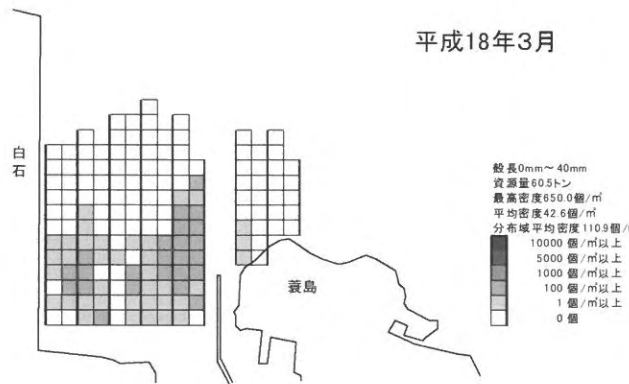 平成18年3月
白石
殻長0mm～40mm
資源量60.5トン
最高密度650.0個/㎡
平均密度42.6個/㎡
分布域平均密度110.9個/
10000 個/㎡以上
5000 個/㎡以上
1000 個/㎡以上
100 個/㎡以上
1 個/㎡以上
0 個
蓑島